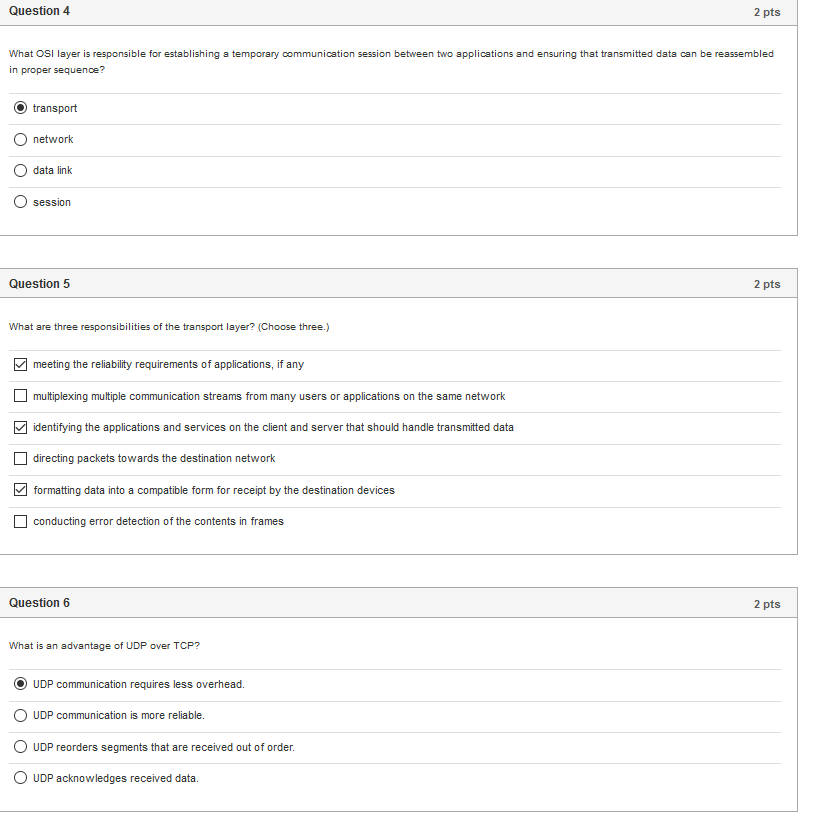 Question 4
2 pts
What OSI layer is responsible for establishing a temporary communication session between two applications and ensuring that transmitted data can be reassembled
in proper sequence?
transport
network
data link
session
Question 5
2 pts
What are three responsibilities of the transport layer? (Choose three.)
meeting the reliability requirements of applications, if any
multiplexing multiple communication streams from many users or applications on the same network
identifying the applications and services on the client and server that should handle transmitted data
directing packets towards the destination network
formatting data into a compatible form for receipt by the destination devices
conducting error detection of the contents in frames
Question 6
2 pts
What is an advantage of UDP over TCP?
UDP communication requires less overhead.
UDP communication is more reliable.
UDP reorders segments that are received out of order.
UDP acknowledges received data.